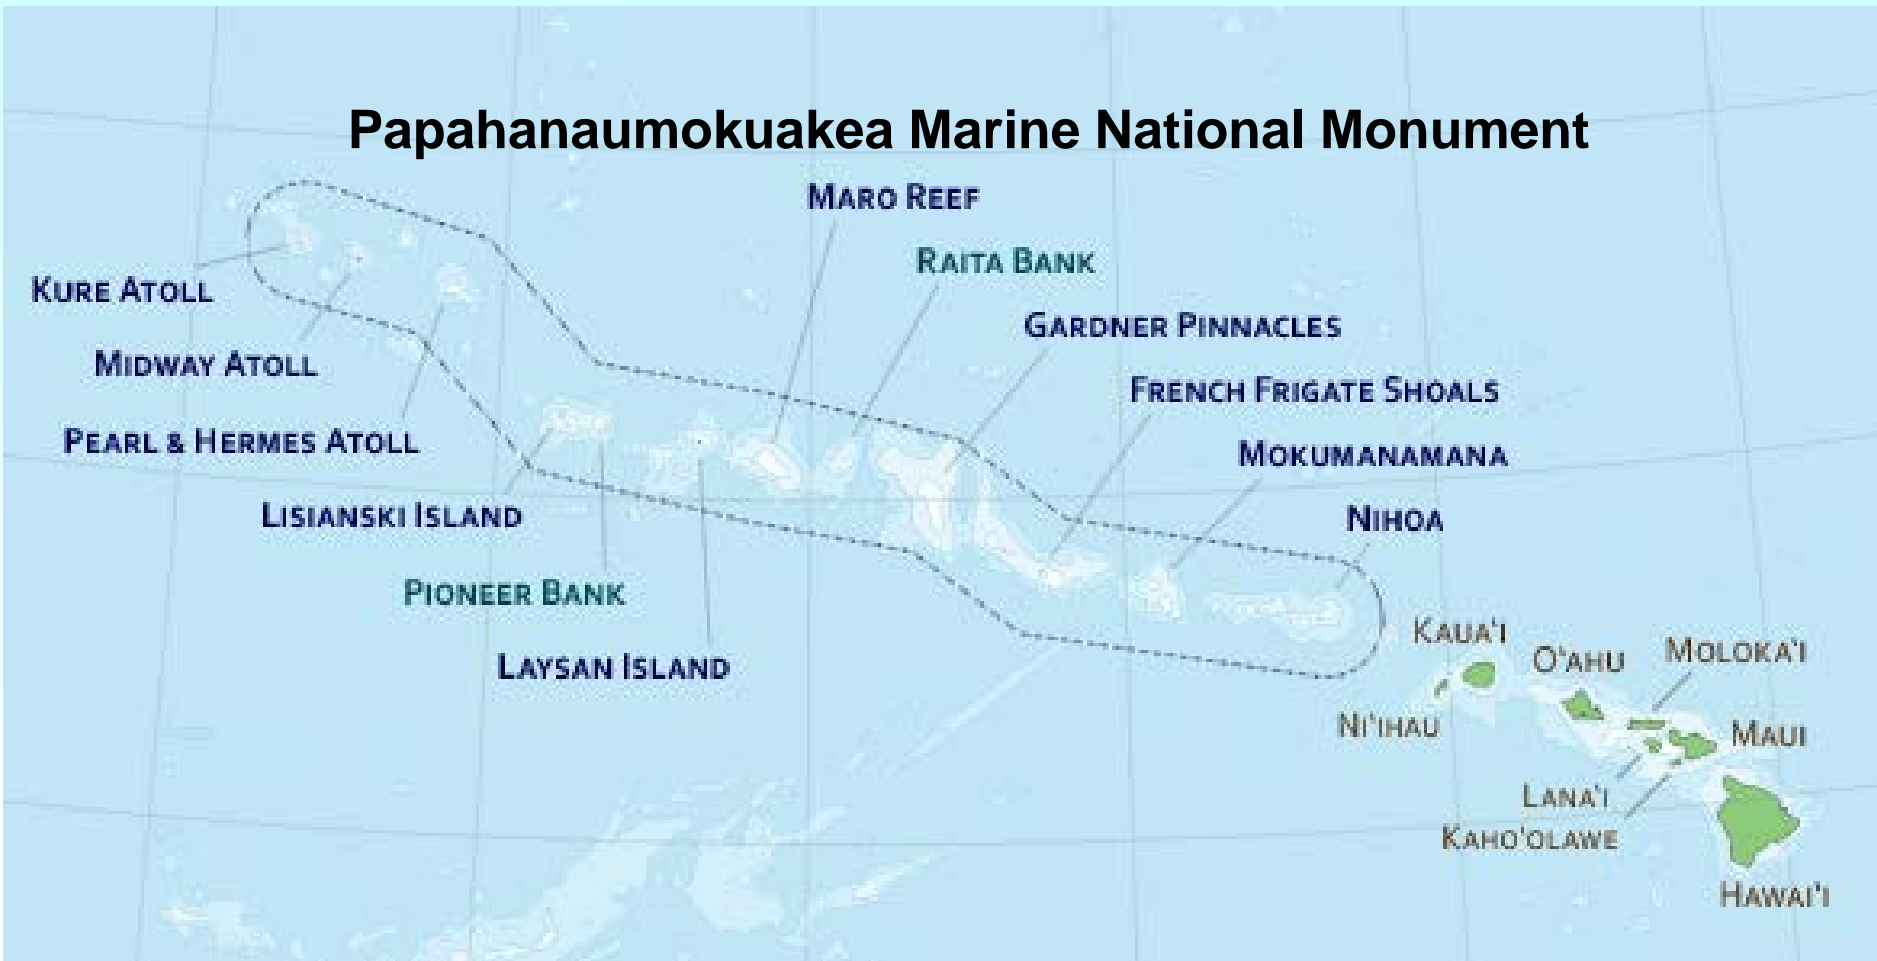 Papahanaumokuakea Marine National Monument
MARO REEF
RAITA BANK
KURE ATOLL
GARDNER PINNACLES
MIDWAY ATOLL
FRENCH FRIGATE SHOALS
PEARL & HERMES ATOLL
MOKUMANAMANA
LISIANSKI ISLAND
NIHOA
PIONEER BANK
LAYSAN ISLAND
KAUA'I
O'AHU
MOLOKA'I
NI'IHAU
MAUI
LANA'I
KAHO'OLAWE
HAWAI'I